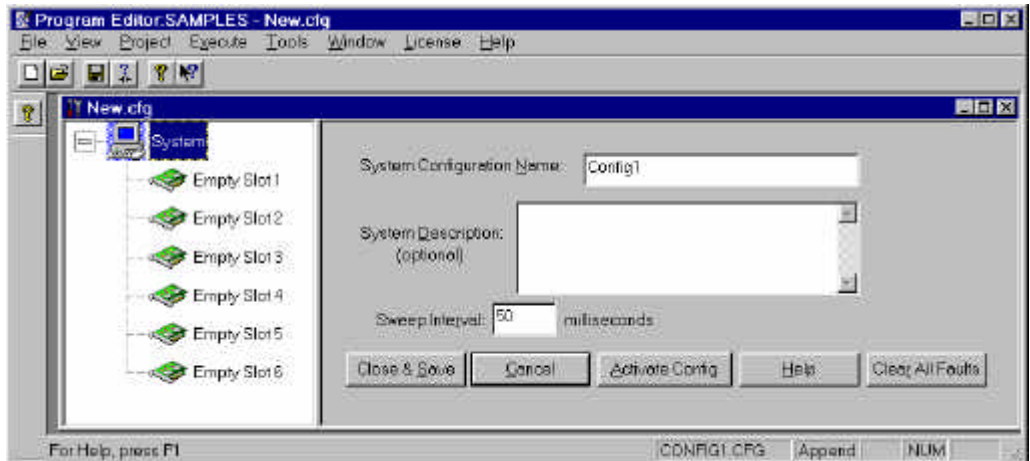 Program Editor:SAMPLES - New.cfg
File View Project Execute Tools Window License Help
New.cfg
System
Empty Slot 1
Empty Slot 2
Empty Slot 3
Empty Slot 4
Empty Slot 5
Empty Slot 6
System Configuration Name: Config1
System Description:
(optional)
Sweep Interval: 50 milliseconds
Close & Save Cancel Activate Config Help Clear All Faults
For Help, press F1 CONFIG1.CFG Append NUM